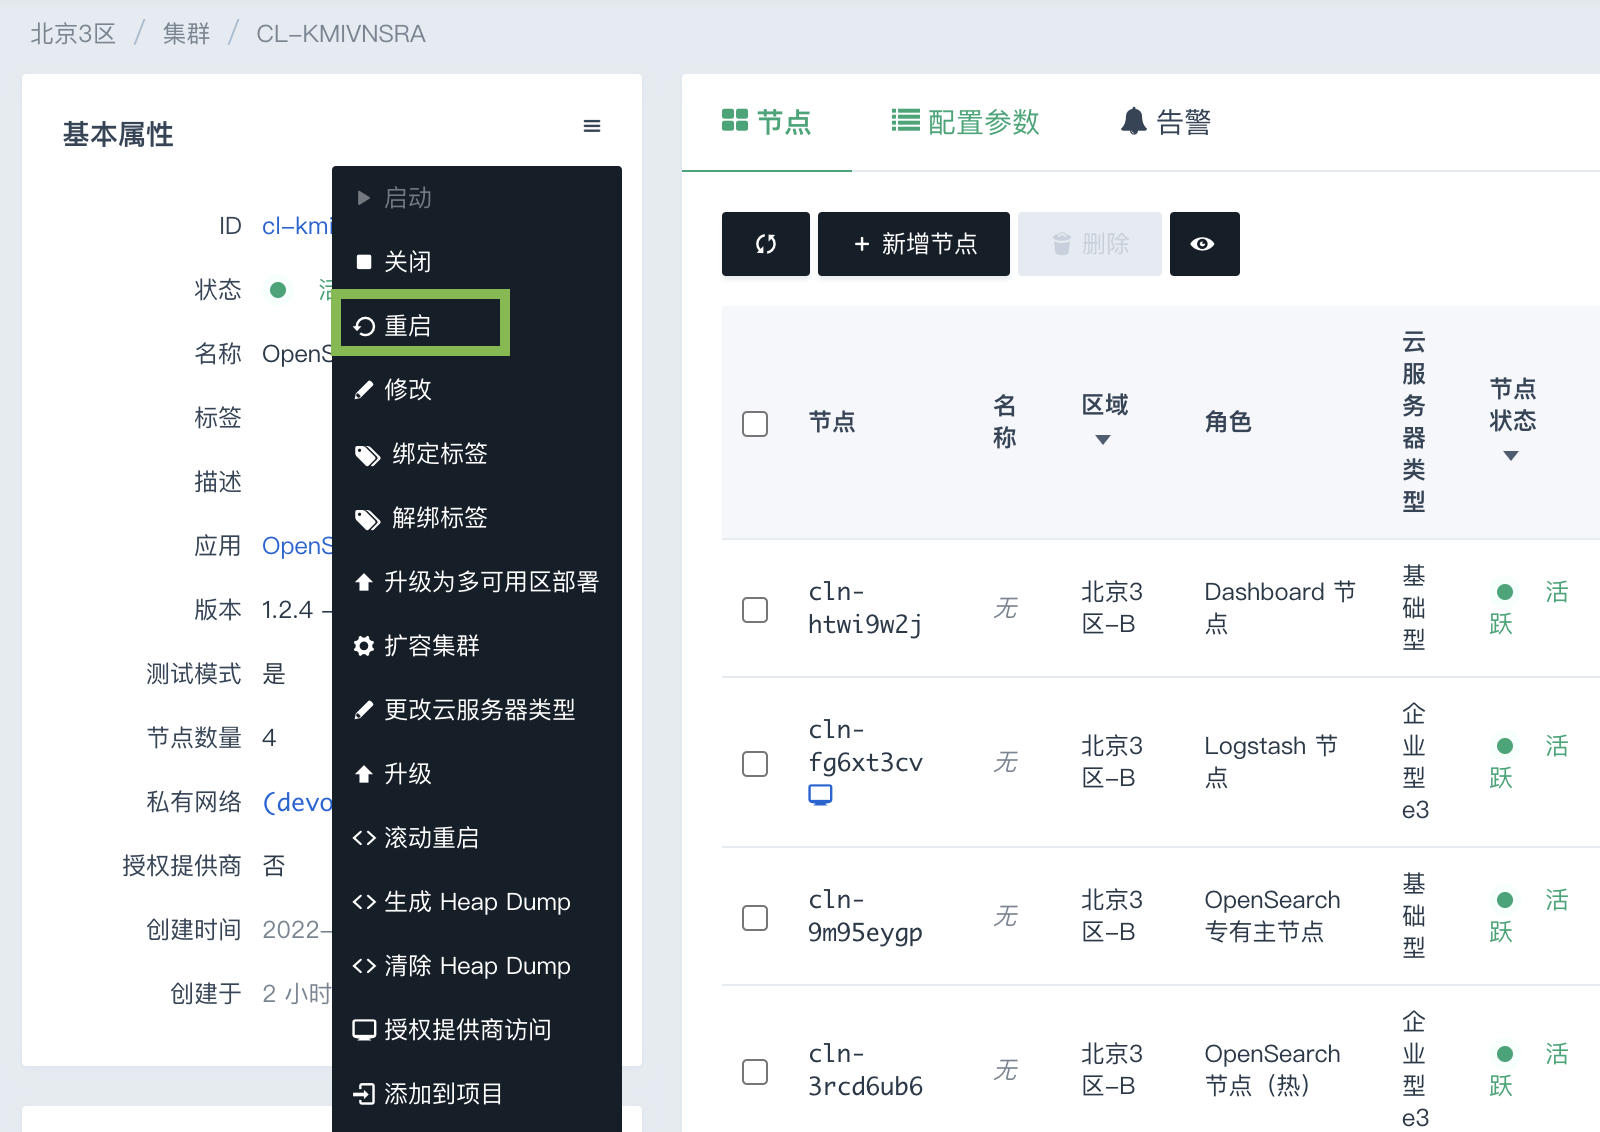 北京3区 / 集群 / CL-KMIVNSRA
基本属性
ID cl-kmi
状态
名称 OpenS
标签
描述
应用 OpenS
版本 1.2.4 -
测试模式 是
节点数量 4
私有网络 (devo
授权提供商 否
创建时间 2022-
创建于 2 小时
启动
关闭
重启
修改
绑定标签
解绑标签
升级为多可用区部署
扩容集群
更改云服务器类型
升级
滚动重启
生成 Heap Dump
清除 Heap Dump
授权提供商访问
添加到项目
节点 配置参数 告警
+ 新增节点 删除
节点
名
称
区域
角色
云
服
务
器
类
型
节点
状态
cln-
htwi9w2j
无
北京3
区-B
Dashboard 节
点
基
础
型
活
跃
cln-
fg6xt3cv
无
北京3
区-B
Logstash 节
点
企
业
型
e3
活
跃
cln-
9m95eygp
无
北京3
区-B
OpenSearch
专有主节点
基
础
型
活
跃
cln-
3rcd6ub6
无
北京3
区-B
OpenSearch
节点（热）
企
业
型
e3
活
跃